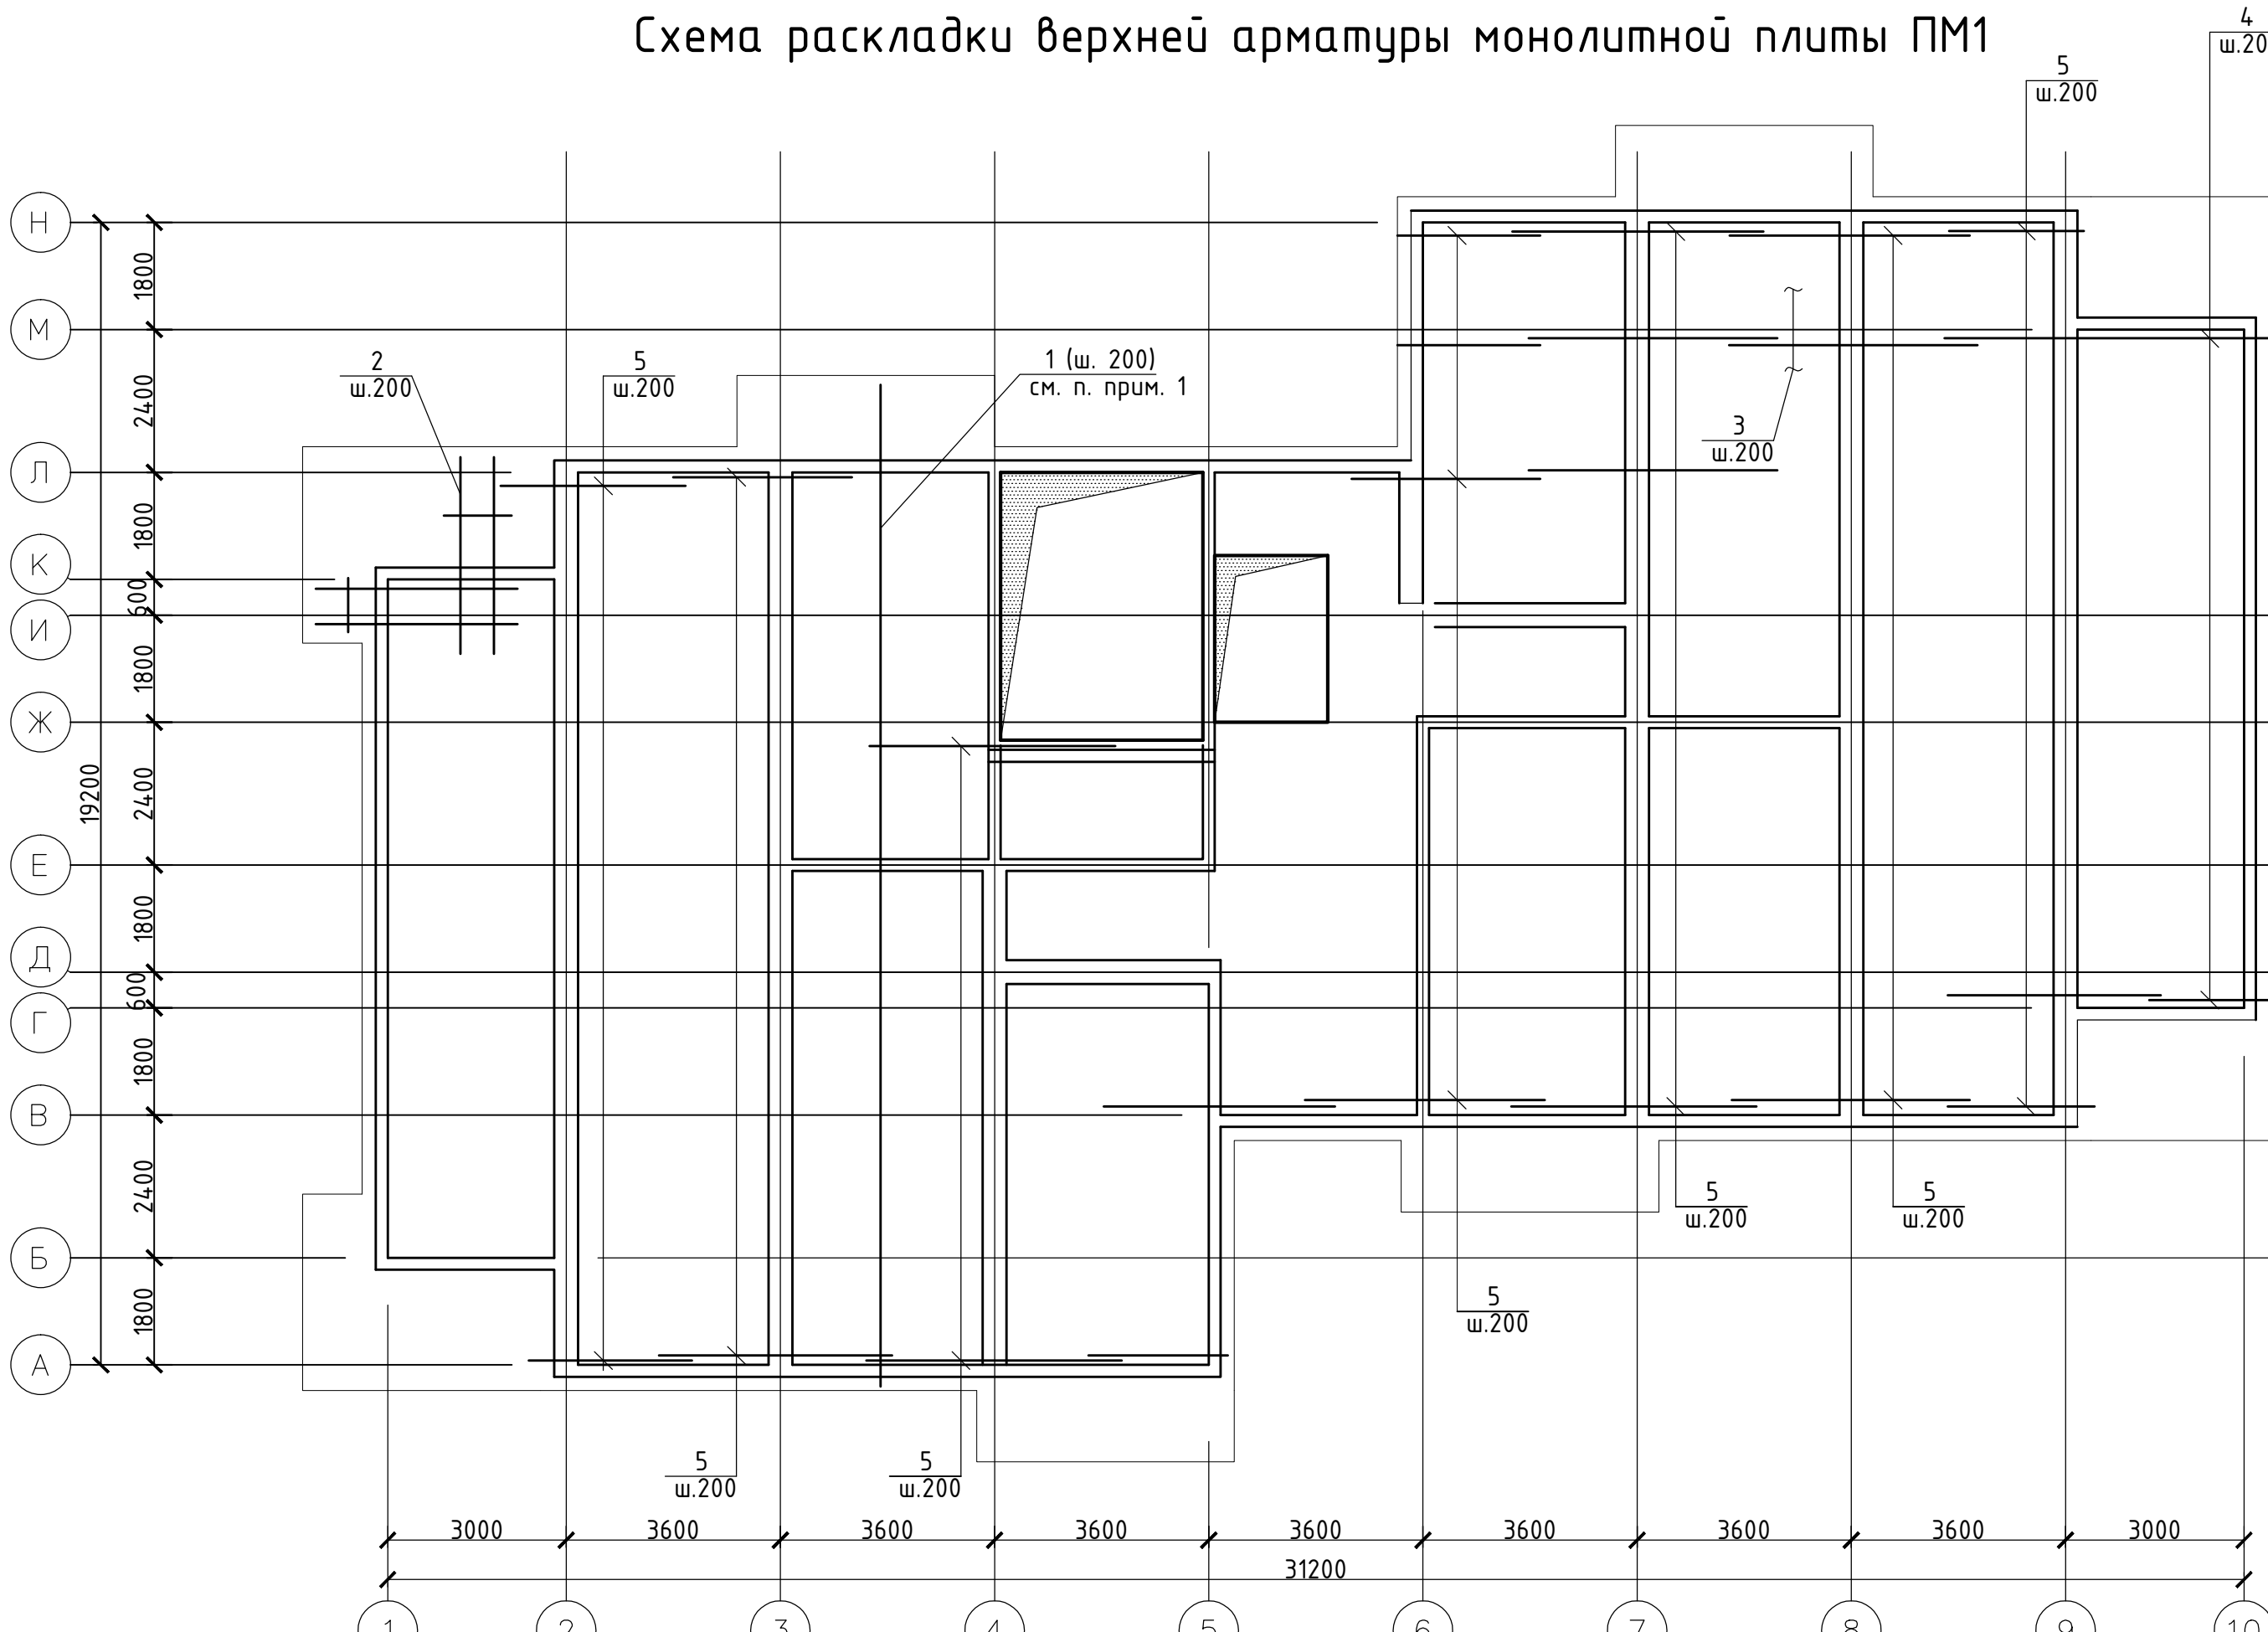 Схема раскладки верхней арматуры монолитной плиты ПМ1
4
ш.20
5
ш.200
Н
1800
М
2
ш.200
5
ш.200
1 (ш. 200)
см. п. прим. 1
2400
3
ш.200
Л
1800
К
600
И
1800
Ж
19200
2400
Е
1800
Д
600
Г
1800
В
2400
5
ш.200
5
ш.200
Б
5
ш.200
1800
А
5
ш.200
5
ш.200
3000
3600
3600
3600
3600
3600
3600
3600
3000
31200
1
2
3
4
5
6
7
8
9
10